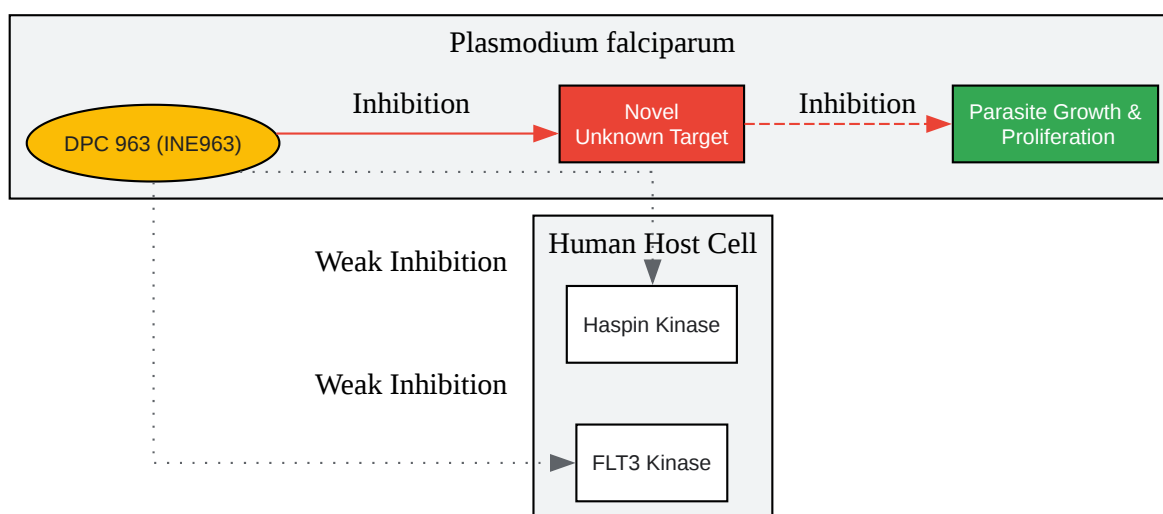 Plasmodium falciparum
DPC 963 (INE963)
Inhibition
Novel
Unknown Target
Inhibition
Parasite Growth &
Proliferation
Human Host Cell
Weak Inhibition
Haspin Kinase
Weak Inhibition
FLT3 Kinase